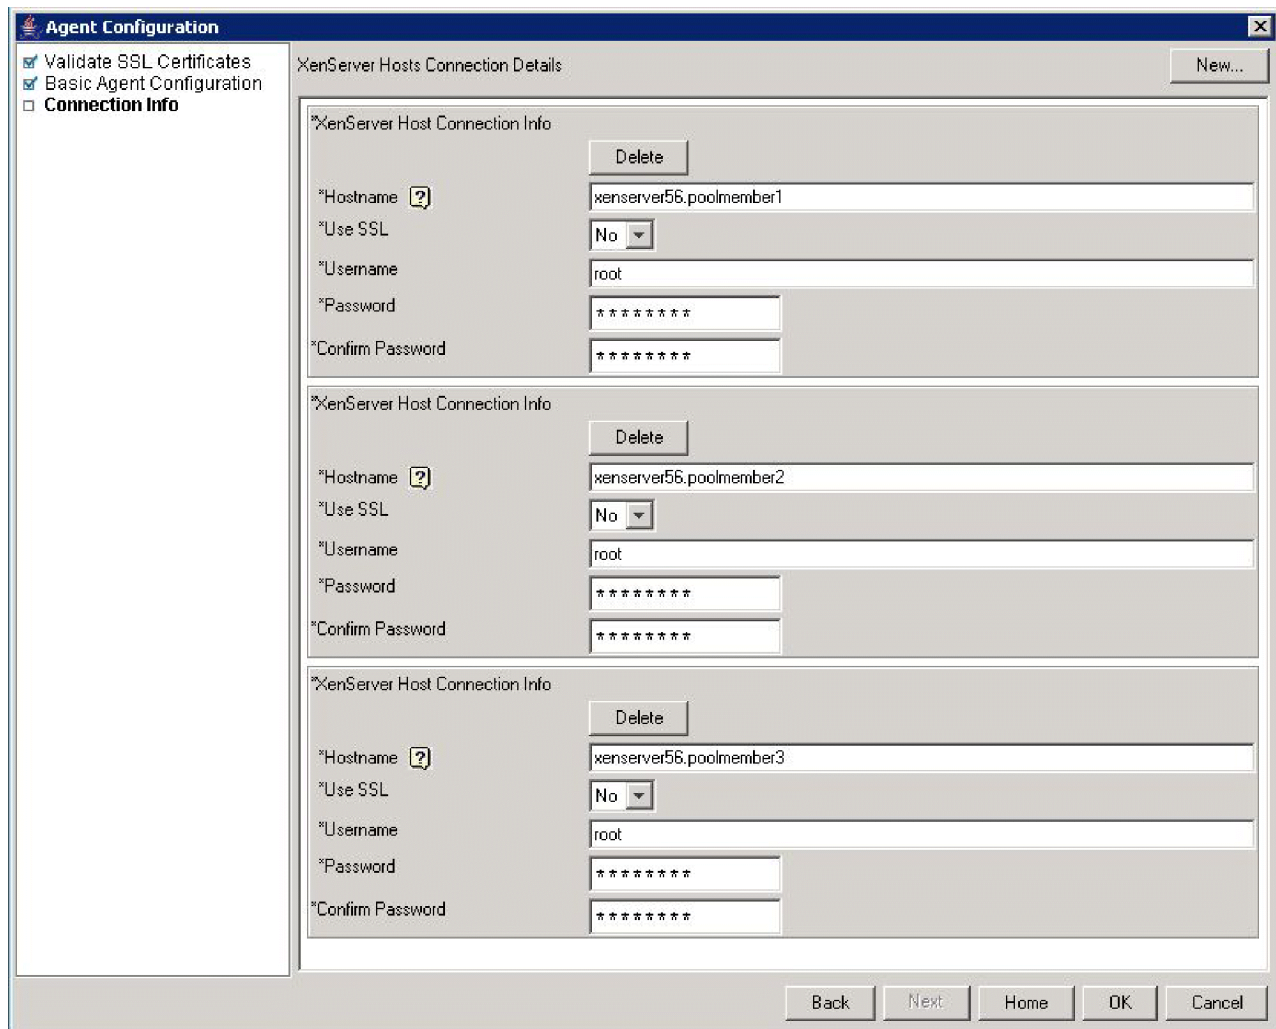 Agent Configuration
Validate SSL Certificates
Basic Agent Configuration
Connection Info
XenServer Hosts Connection Details
New...
*XenServer Host Connection Info
Delete
*Hostname ?
xenserver56.poolmember1
*Use SSL
No
*Username
root
*Password
********
*Confirm Password
********
*XenServer Host Connection Info
Delete
*Hostname ?
xenserver56.poolmember2
*Use SSL
No
*Username
root
*Password
********
*Confirm Password
********
*XenServer Host Connection Info
Delete
*Hostname ?
xenserver56.poolmember3
*Use SSL
No
*Username
root
*Password
********
*Confirm Password
********
Back Next Home OK Cancel